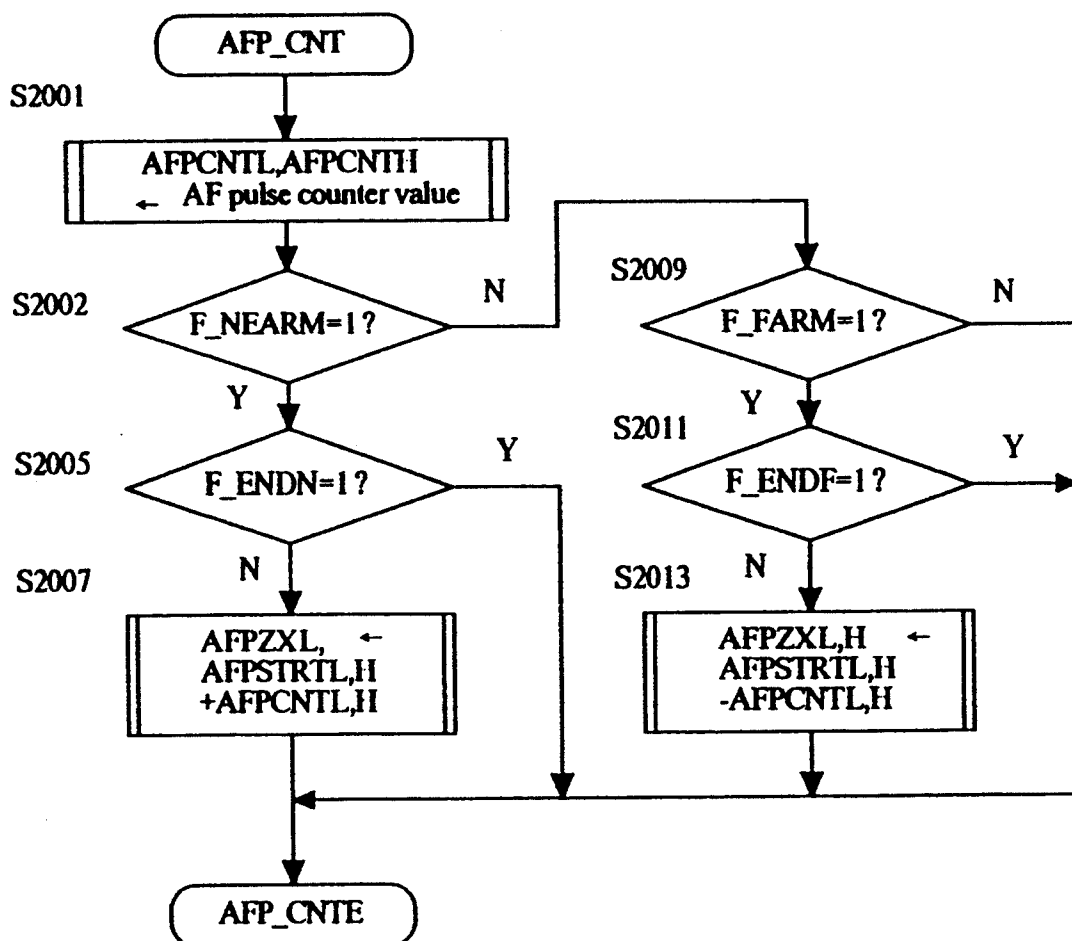 AFP_CNT
S2001
AFPCNTL,AFPCNTH
← AF pulse counter value
S2002
F_NEARM=1?
N
Y
S2005
F_ENDN=1?
Y
N
S2007
AFPZXL, ←
AFPSTRTL,H
+AFPCNTL,H
S2009
F_FARM=1?
N
Y
S2011
F_ENDF=1?
Y
N
S2013
AFPZXL,H ←
AFPSTRTL,H
-AFPCNTL,H
AFP_CNTE